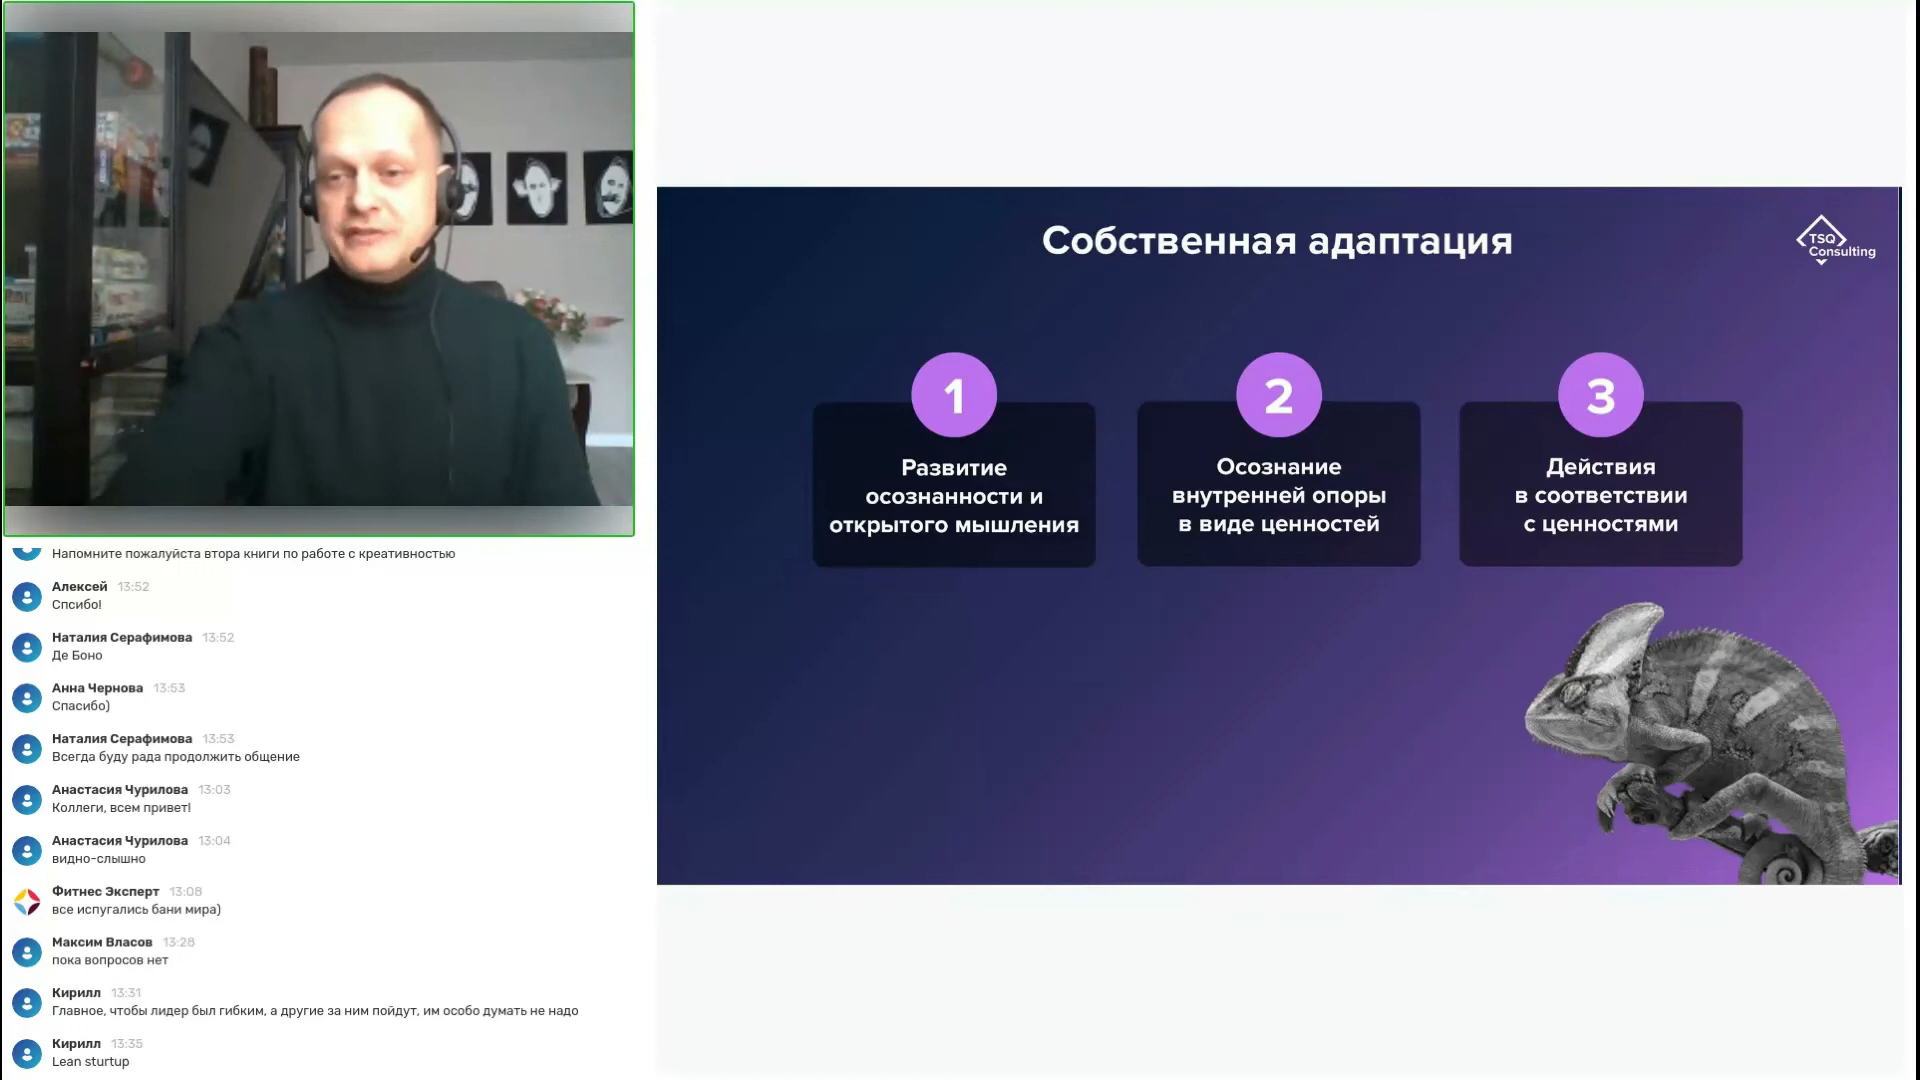 Напомните пожалуйста втора книги по работе с креативностью
Алексей 13:52
Спсибо!
Наталия Серафимова 13:52
Де Боно
Анна Чернова 13:53
Спасибо)
Наталия Серафимова 13:53
Всегда буду рада продолжить общение
Анастасия Чурилова 13:03
Коллеги, всем привет!
Анастасия Чурилова 13:04
видно-слышно
Фитнес Эксперт 13:08
все испугались бани мира)
Максим Власов 13:28
пока вопросов нет
Кирилл 13:31
Главное, чтобы лидер был гибким, а другие за ним пойдут, им особо думать не надо
Кирилл 13:35
Lean sturtup
Собственная адаптация
TSQ
Consulting
1
Развитие
осознанности и
открытого мышления
2
Осознание
внутренней опоры
в виде ценностей
3
Действия
в соответствии
с ценностями